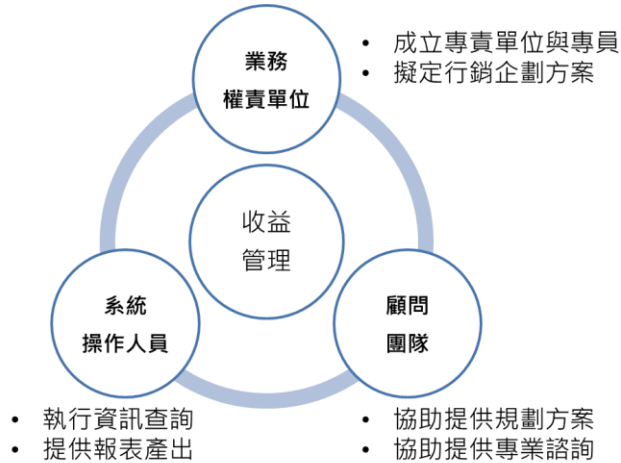 業務
權責單位
• 成立專責單位與專員
• 擬定行銷企劃方案
收益
管理
系統
操作人員
顧問
團隊
• 執行資訊查詢
• 提供報表產出
• 協助提供規劃方案
• 協助提供專業諮詢